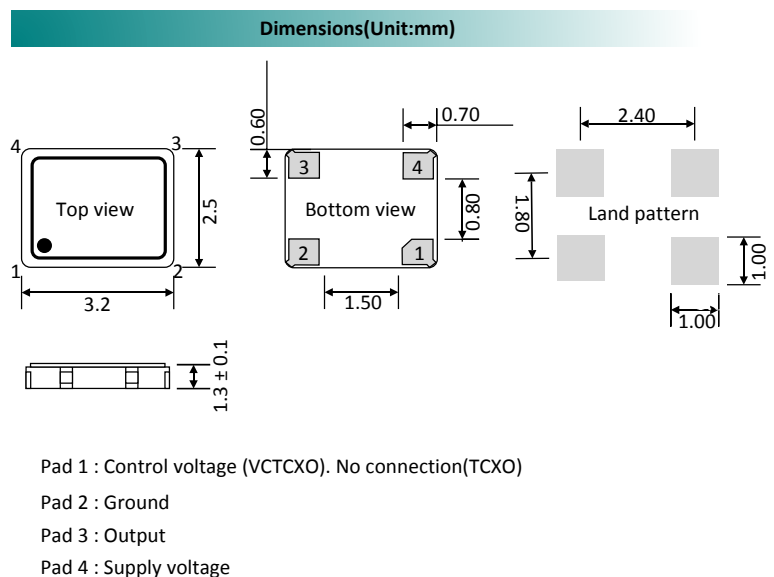 Dimensions(Unit:mm)
0.60
0.70
2.40
4
3
3
4
Top view
2.5
Bottom view
0.80
1.80
Land pattern
1
2
2
1
1.00
3.2
1.50
1.00
1.3 ± 0.1
Pad 1 : Control voltage (VCTCXO). No connection(TCXO)
Pad 2 : Ground
Pad 3 : Output
Pad 4 : Supply voltage